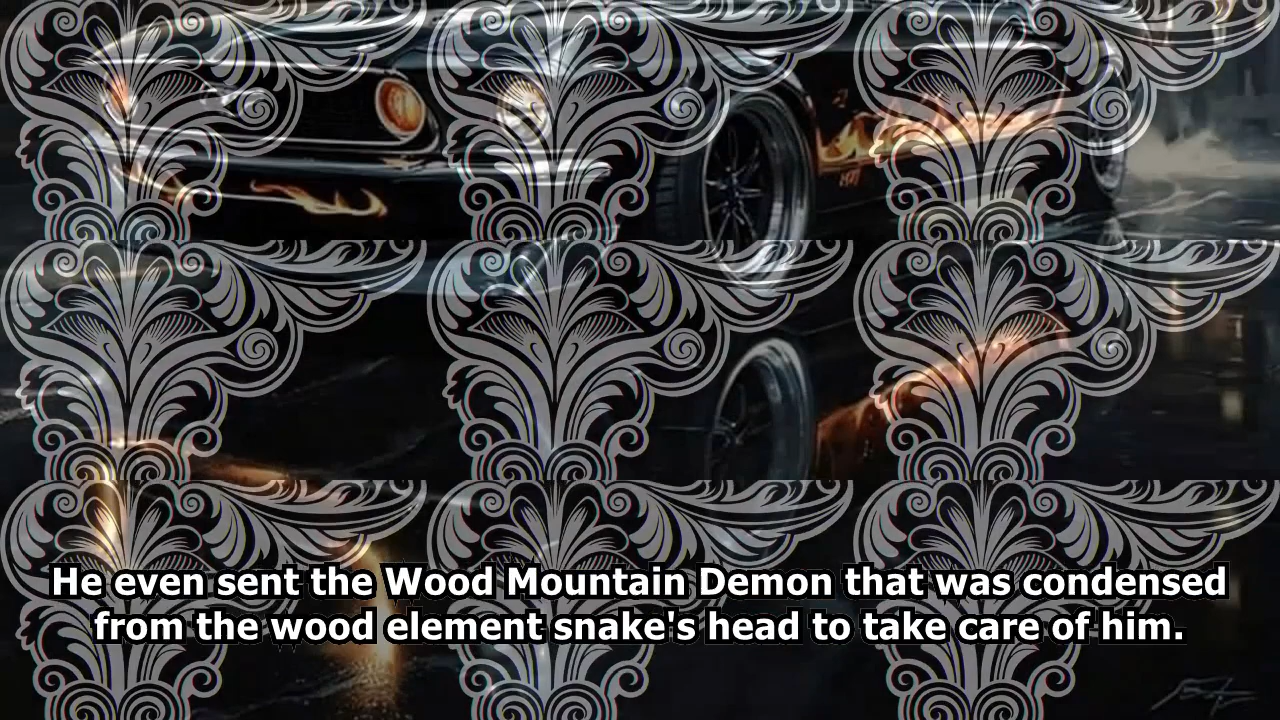 He even sent the Wood Mountain Demon that was condensed
from the wood element snake's head to take care of him.